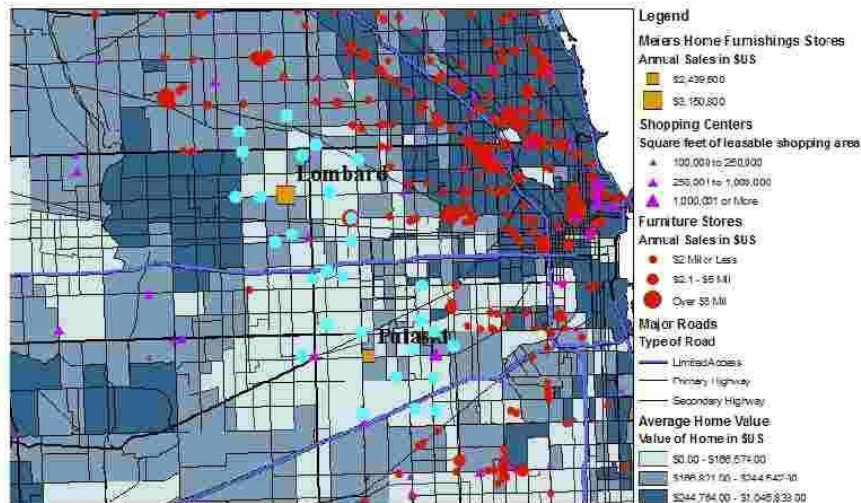 Legend
Meiers Home Furnishings Stores
Annual Sales in $US
$2,439,600
$3,150,800
Shopping Centers
Square feet of leasable shopping area
100,000 to 250,000
250,001 to 1,000,000
1,000,001 or More
Furniture Stores
Annual Sales in $US
$2 Mil or Less
$2.1 - $5 Mil
Over $5 Mil
Major Roads
Type of Road
Limited Access
Primary Highway
Secondary Highway
Average Home Value
Value of Home in $US
Lombard
Pulaski